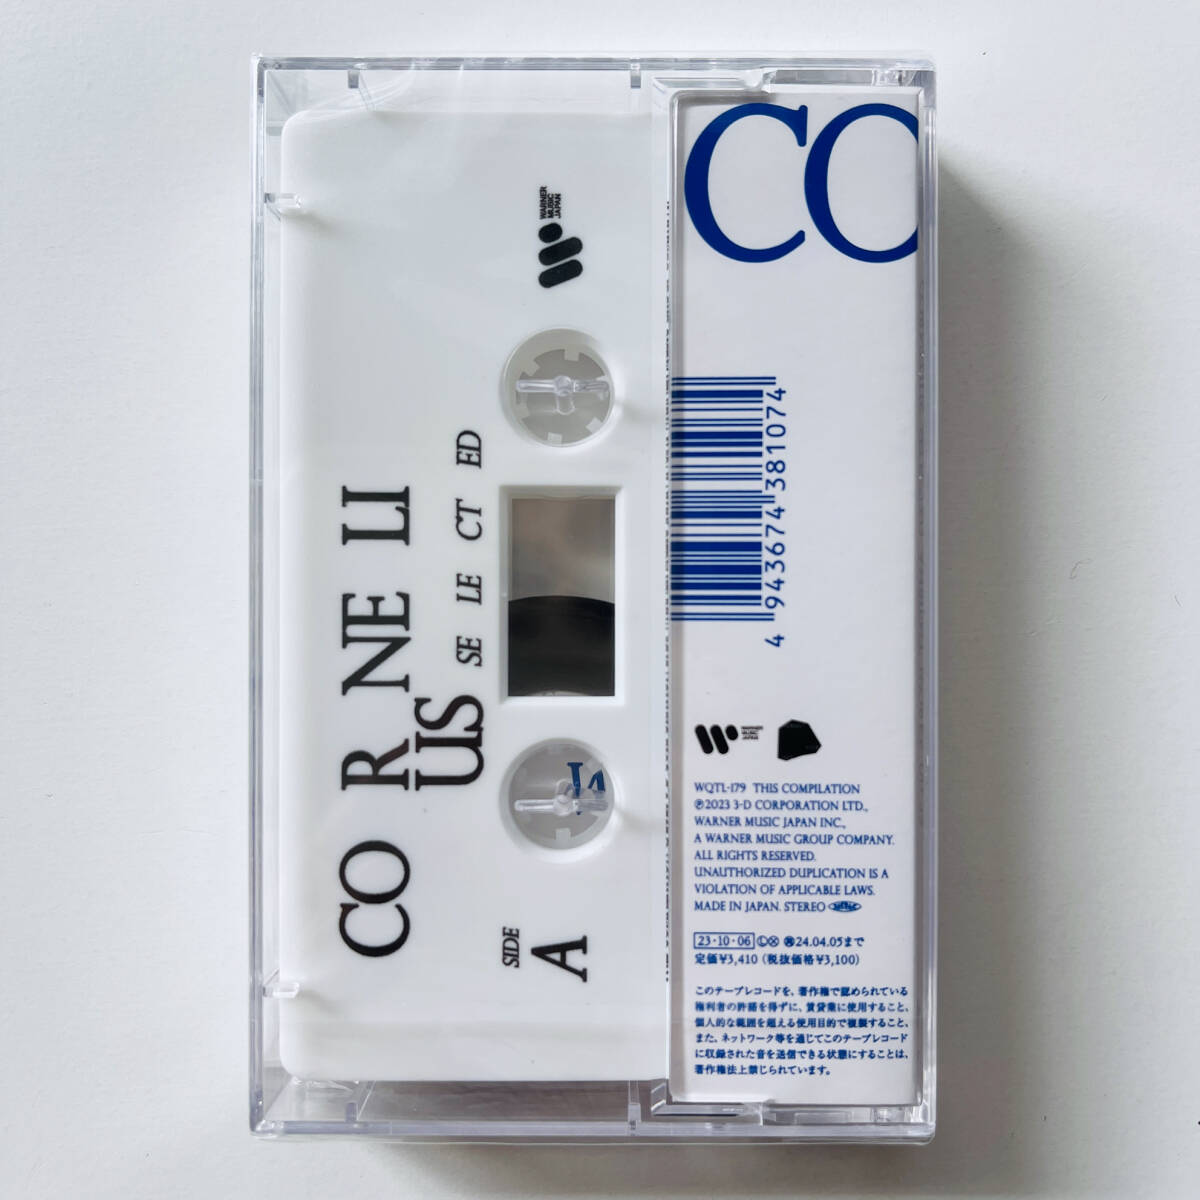 WARNER
MUSIC
JAPAN
CO R NE LI
US SE LE CT ED
SIDE
A
CO
4 943674 381074
WARNER
MUSIC
JAPAN
WQTL-179 THIS COMPILATION
℗2023 3-D CORPORATION LTD.,
WARNER MUSIC JAPAN INC.,
A WARNER MUSIC GROUP COMPANY.
ALL RIGHTS RESERVED.
UNAUTHORIZED DUPLICATION IS A
VIOLATION OF APPLICABLE LAWS.
MADE IN JAPAN. STEREO
23・10・06 Ⓛ⊗ 24.04.05まで
定価¥3,410 (税抜価格¥3,100)
このテープレコードを、著作権で認められている
権利者の許諾を得ずに、賃貸業に使用すること、
個人的な範囲を超える使用目的で複製すること、
また、ネットワーク等を通じてこのテープレコード
に収録された音を送信できる状態にすることは、
著作権法上禁じられています。